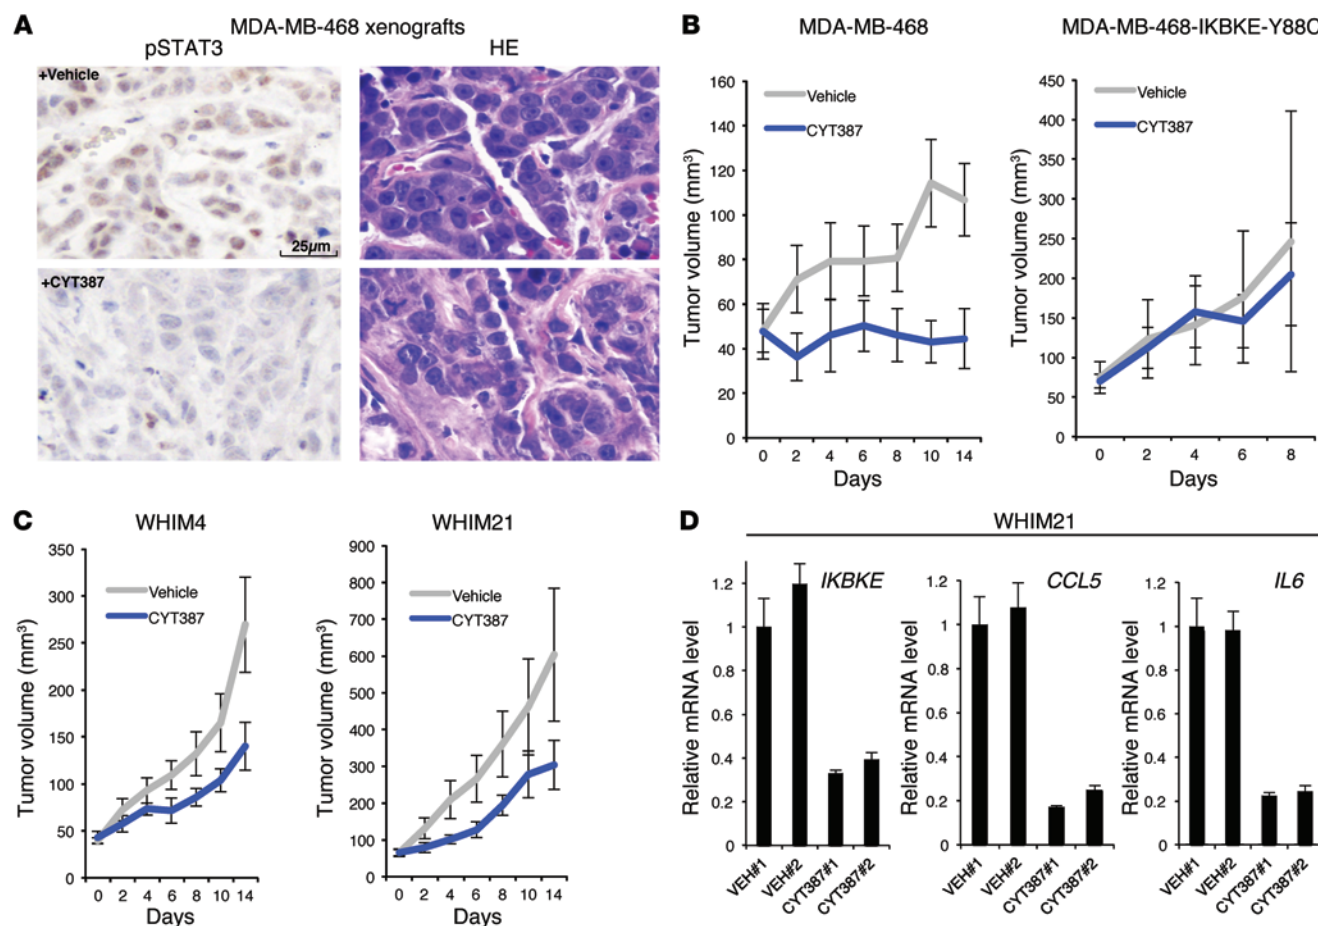 A
MDA-MB-468 xenografts
pSTAT3
HE
+Vehicle
25µm
+CYT387
B
MDA-MB-468
Tumor volume (mm³)
160
140
120
100
80
60
40
20
0
Vehicle
CYT387
0 2 4 6 8 10 14
Days
MDA-MB-468-IKBKE-Y88C
Tumor volume (mm³)
450
400
350
300
250
200
150
100
50
0
Vehicle
CYT387
0 2 4 6 8
Days
C
WHIM4
Tumor volume (mm³)
350
300
250
200
150
100
50
0
Vehicle
CYT387
0 2 4 6 8 10 14
Days
WHIM21
Tumor volume (mm³)
900
800
700
600
500
400
300
200
100
0
Vehicle
CYT387
0 2 4 6 8 10 14
Days
D
WHIM21
IKBKE
Relative mRNA level
1.2
1
0.8
0.6
0.4
0.2
0
VEH#1
VEH#2
CYT387#1
CYT387#2
CCL5
Relative mRNA level
1.2
1
0.8
0.6
0.4
0.2
0
VEH#1
VEH#2
CYT387#1
CYT387#2
IL6
Relative mRNA level
1.2
1
0.8
0.6
0.4
0.2
0
VEH#1
VEH#2
CYT387#1
CYT387#2